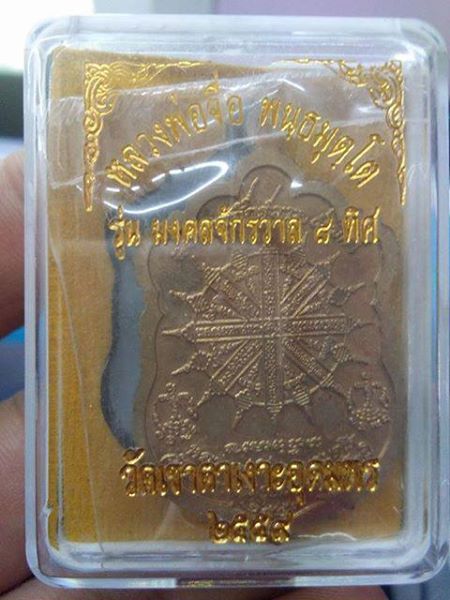 หลวงพ่อจื่อ พนฺธมุตฺโต
รุ่น มงคลจักรวาล ๘ ทิศ
วัดเขาตาเงาะอุดมพร
๒๕๕๙